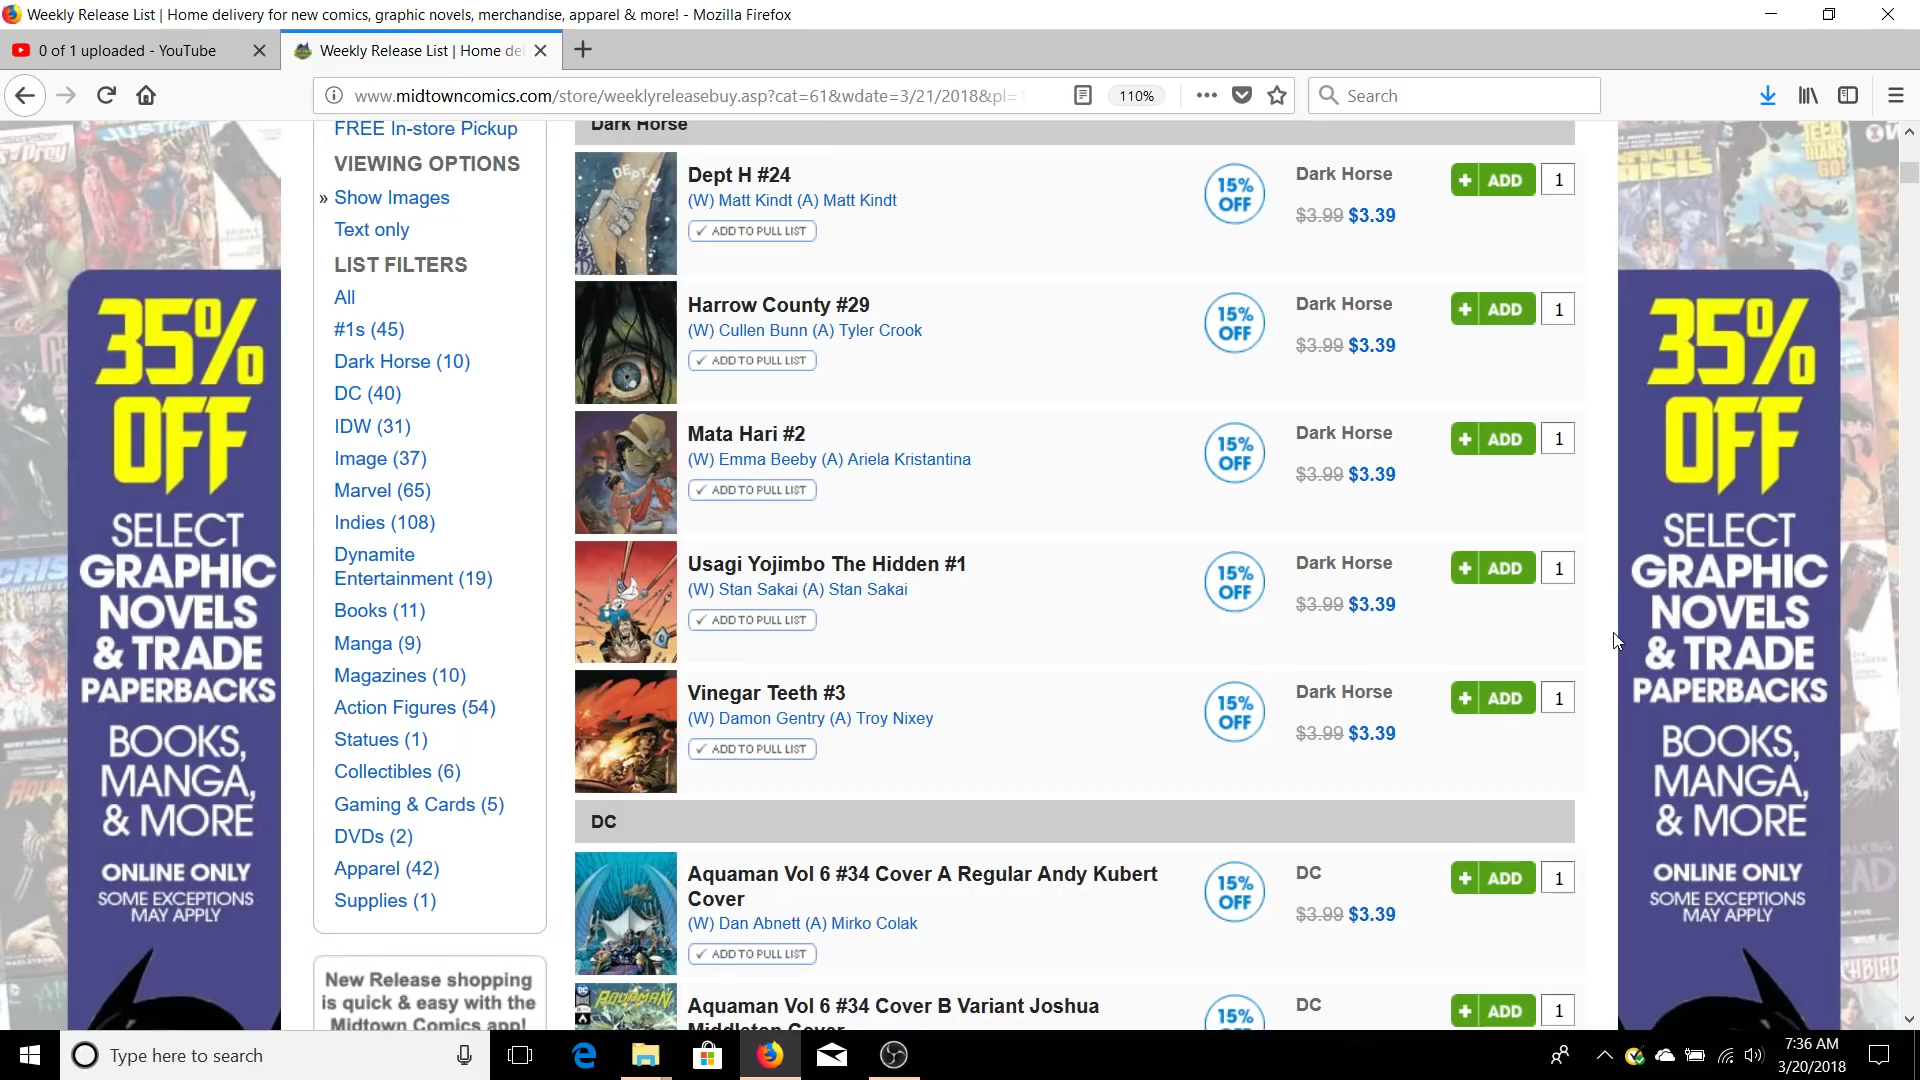 Weekly Release List | Home delivery for new comics, graphic novels, merchandise, apparel & more! - Mozilla Firefox
0 of 1 uploaded - YouTube
Weekly Release List | Home de
www.midtowncomics.com/store/weeklyreleasebuy.asp?cat=61&wdate=3/21/2018&pl=1
110%
Search
FREE In-store Pickup
VIEWING OPTIONS
» Show Images
Text only
LIST FILTERS
All
#1s (45)
Dark Horse (10)
DC (40)
IDW (31)
Image (37)
Marvel (65)
Indies (108)
Dynamite
Entertainment (19)
Books (11)
Manga (9)
Magazines (10)
Action Figures (54)
Statues (1)
Collectibles (6)
Gaming & Cards (5)
DVDs (2)
Apparel (42)
Supplies (1)
New Release shopping
is quick & easy with the
Midtown Comics app!
Dark Horse
Dept H #24
(W) Matt Kindt (A) Matt Kindt
✓ ADD TO PULL LIST
15%
OFF
Dark Horse
$3.99 $3.39
+ ADD 1
Harrow County #29
(W) Cullen Bunn (A) Tyler Crook
✓ ADD TO PULL LIST
15%
OFF
Dark Horse
$3.99 $3.39
+ ADD 1
Mata Hari #2
(W) Emma Beeby (A) Ariela Kristantina
✓ ADD TO PULL LIST
15%
OFF
Dark Horse
$3.99 $3.39
+ ADD 1
Usagi Yojimbo The Hidden #1
(W) Stan Sakai (A) Stan Sakai
✓ ADD TO PULL LIST
15%
OFF
Dark Horse
$3.99 $3.39
+ ADD 1
Vinegar Teeth #3
(W) Damon Gentry (A) Troy Nixey
✓ ADD TO PULL LIST
15%
OFF
Dark Horse
$3.99 $3.39
+ ADD 1
DC
Aquaman Vol 6 #34 Cover A Regular Andy Kubert
Cover
(W) Dan Abnett (A) Mirko Colak
✓ ADD TO PULL LIST
15%
OFF
DC
$3.99 $3.39
+ ADD 1
AQUAMAN
Aquaman Vol 6 #34 Cover B Variant Joshua
Middleton Cover
15%
DC
+ ADD 1
35%
OFF
SELECT
GRAPHIC
NOVELS
& TRADE
PAPERBACKS
BOOKS,
MANGA,
& MORE
ONLINE ONLY
SOME EXCEPTIONS
MAY APPLY
35%
OFF
SELECT
GRAPHIC
NOVELS
& TRADE
PAPERBACKS
BOOKS,
MANGA,
& MORE
ONLINE ONLY
SOME EXCEPTIONS
MAY APPLY
Type here to search
7:36 AM
3/20/2018